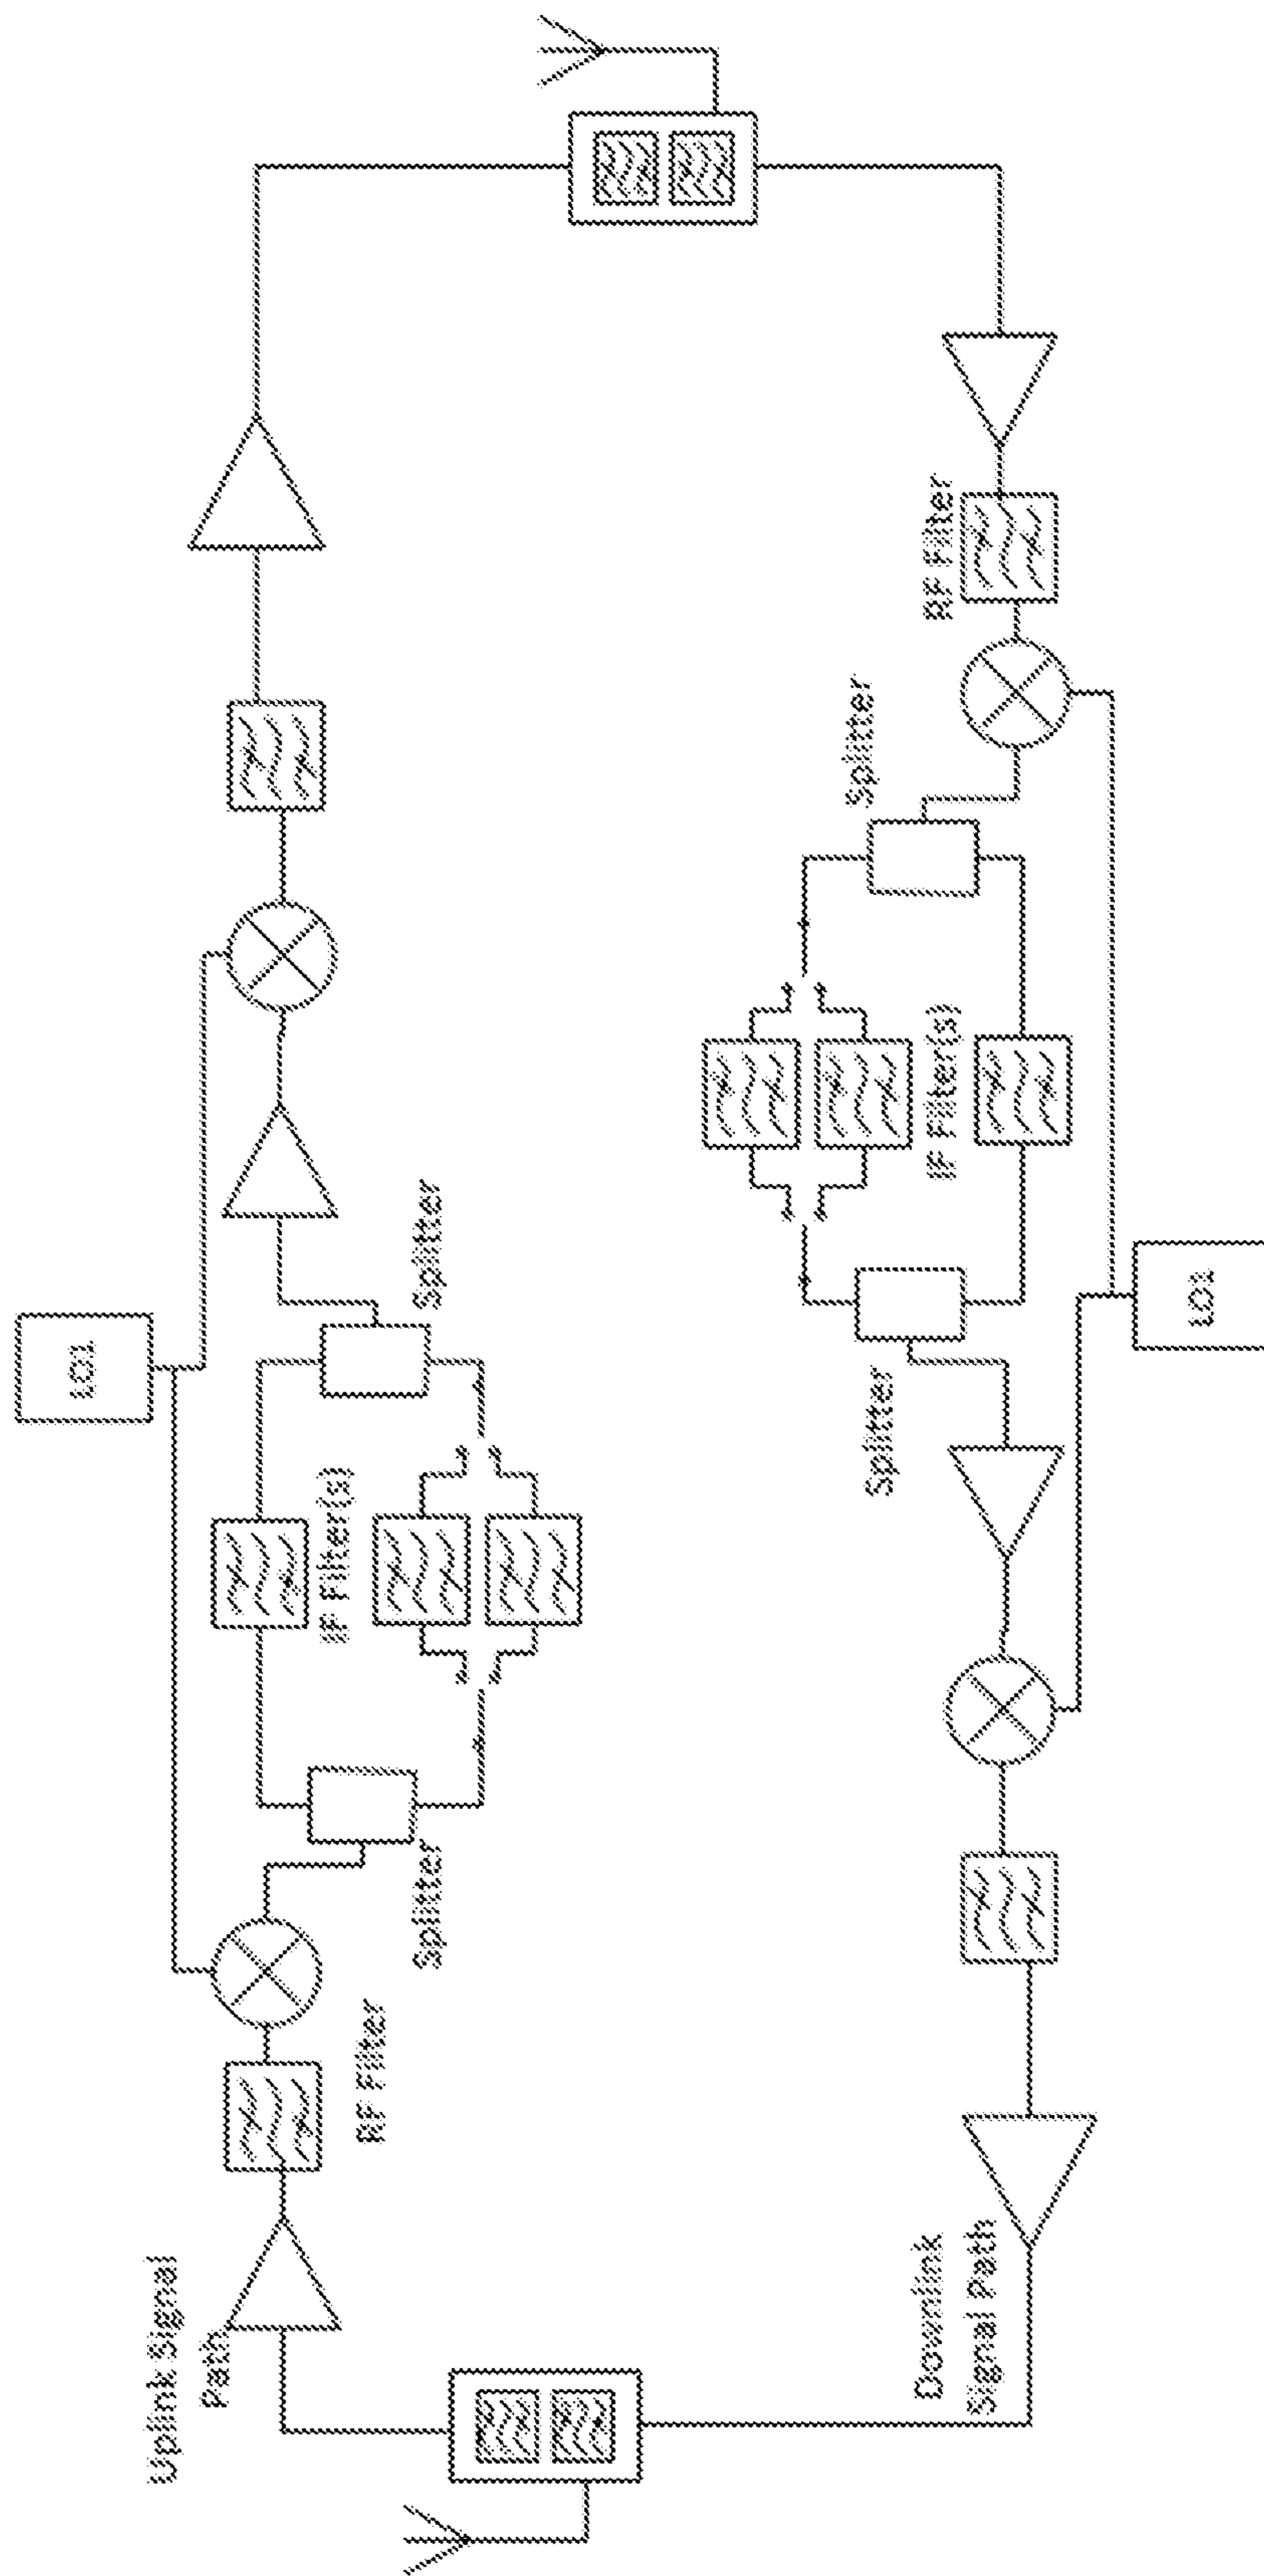 Uplink Signal
Path
RF Filter
Splitter
IF Filter(s)
Splitter
LO1
Downlink
Signal Path
Splitter
LO1
IF Filter(s)
Splitter
RF Filter